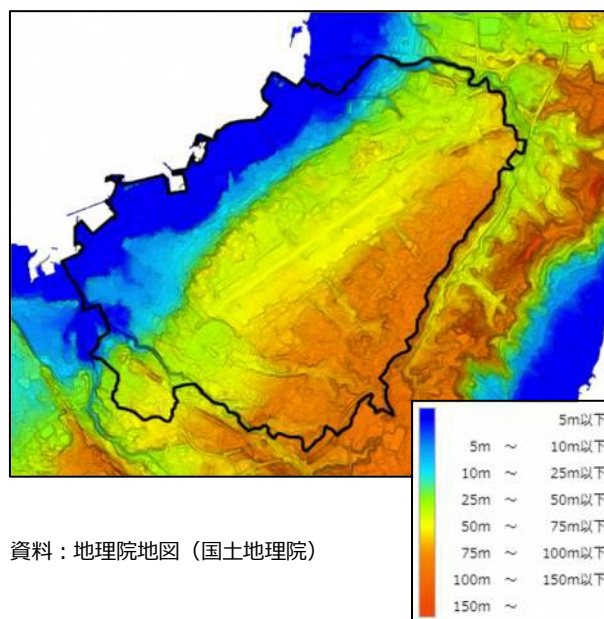 5m以下
5m ～ 10m以下
10m ～ 25m以下
25m ～ 50m以下
50m ～ 75m以下
75m ～ 100m以下
100m ～ 150m以下
150m ～
資料：地理院地図（国土地理院）